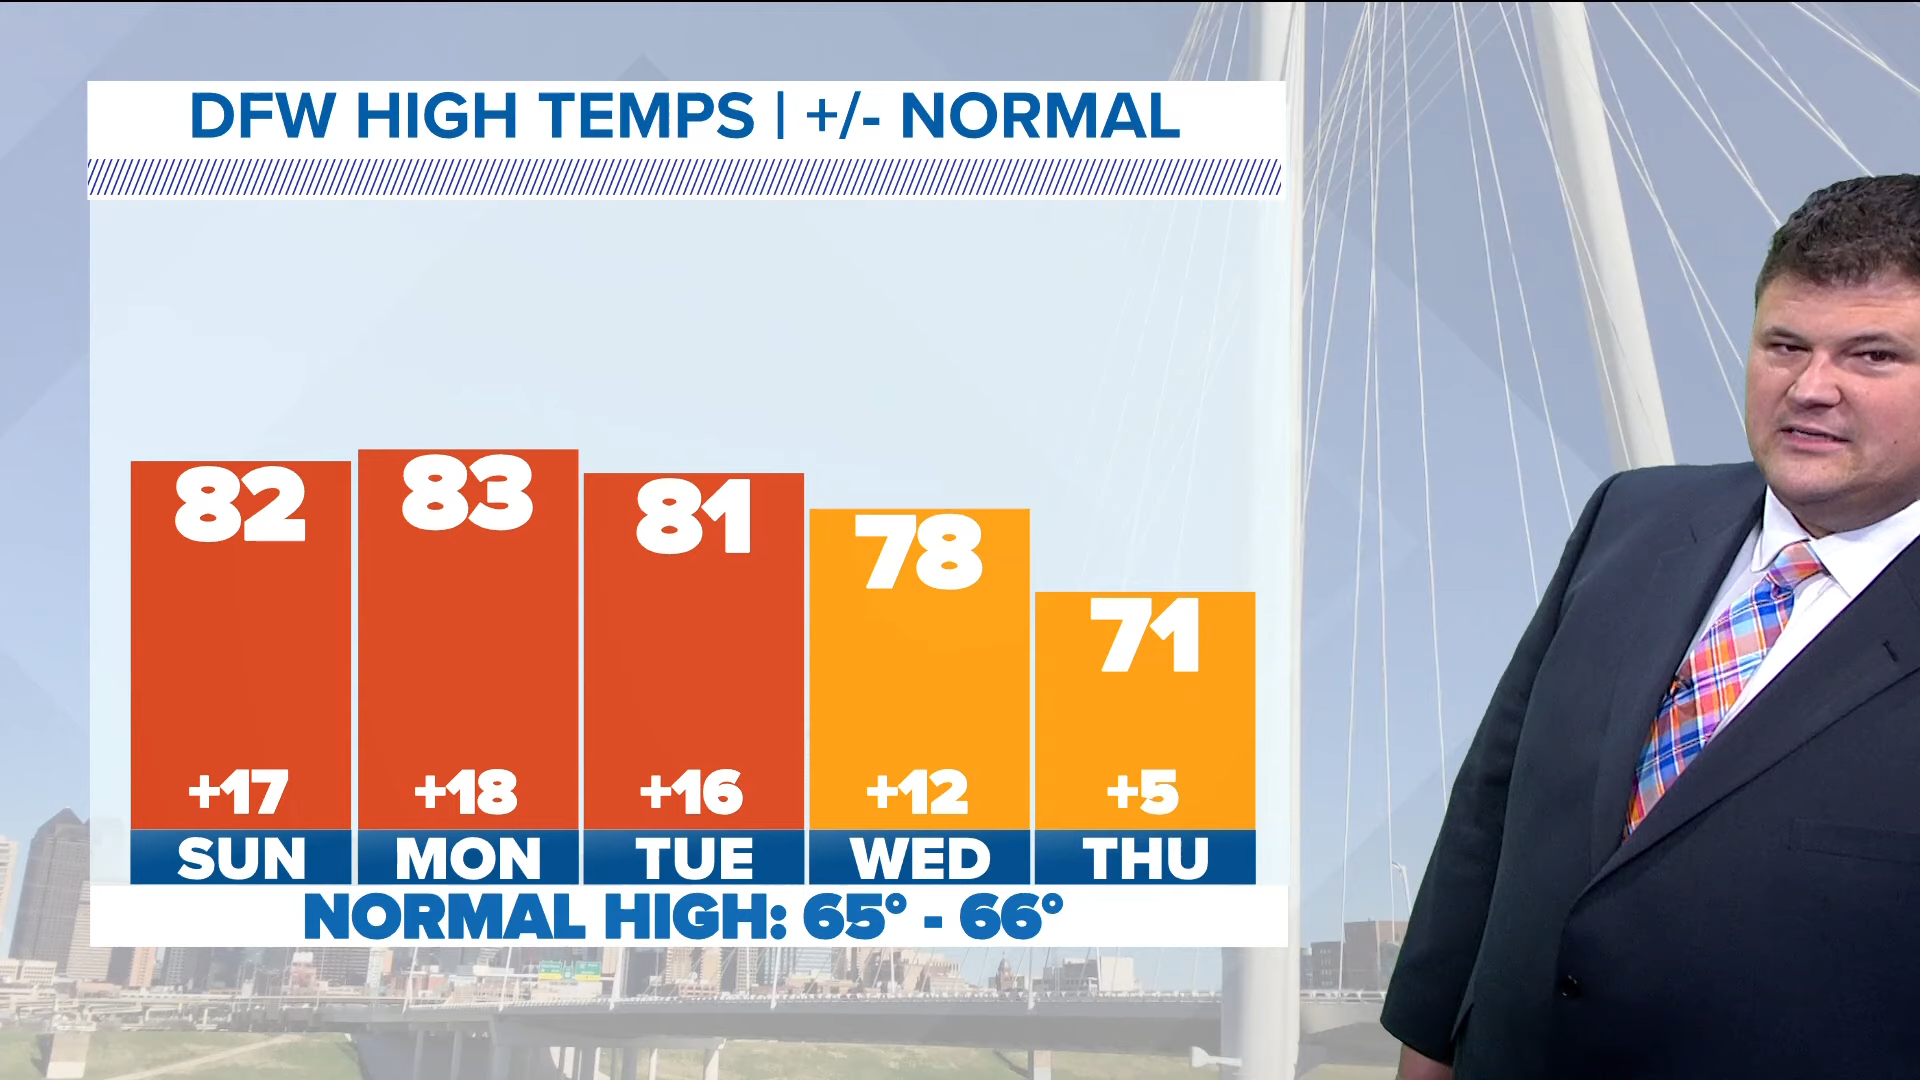 DFW HIGH TEMPS | +/- NORMAL
82 83 81 78 71
+17 +18 +16 +12 +5
SUN MON TUE WED THU
NORMAL HIGH: 65° - 66°